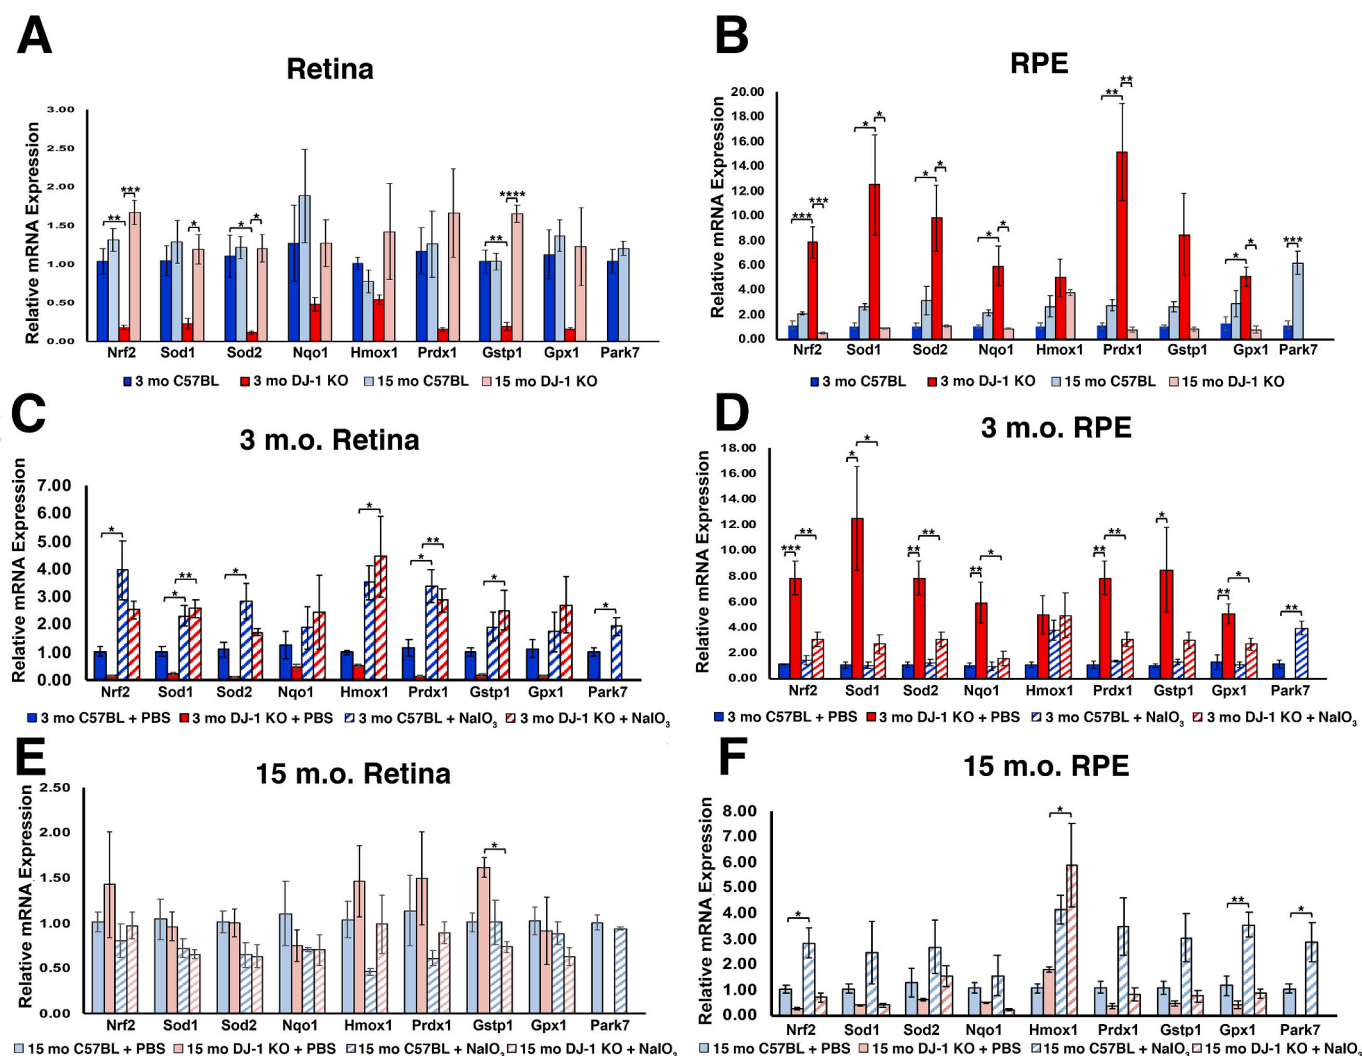 A
Retina
Relative mRNA Expression
3.00
2.50
2.00
1.50
1.00
0.50
0.00
** *** * * * ** ****
Nrf2 Sod1 Sod2 Nqo1 Hmox1 Prdx1 Gstp1 Gpx1 Park7
3 mo C57BL 3 mo DJ-1 KO 15 mo C57BL 15 mo DJ-1 KO
B
RPE
Relative mRNA Expression
20.00
18.00
16.00
14.00
12.00
10.00
8.00
6.00
4.00
2.00
0.00
*** *** * * * * * * ** ** * * ***
Nrf2 Sod1 Sod2 Nqo1 Hmox1 Prdx1 Gstp1 Gpx1 Park7
3 mo C57BL 3 mo DJ-1 KO 15 mo C57BL 15 mo DJ-1 KO
C
3 m.o. Retina
Relative mRNA Expression
7.00
6.00
5.00
4.00
3.00
2.00
1.00
0.00
* * ** * * * ** * *
Nrf2 Sod1 Sod2 Nqo1 Hmox1 Prdx1 Gstp1 Gpx1 Park7
3 mo C57BL + PBS 3 mo DJ-1 KO + PBS 3 mo C57BL + NaIO3 3 mo DJ-1 KO + NaIO3
D
3 m.o. RPE
Relative mRNA Expression
18.00
16.00
14.00
12.00
10.00
8.00
6.00
4.00
2.00
0.00
*** ** * * ** ** ** * ** ** * ** * **
Nrf2 Sod1 Sod2 Nqo1 Hmox1 Prdx1 Gstp1 Gpx1 Park7
3 mo C57BL + PBS 3 mo DJ-1 KO + PBS 3 mo C57BL + NaIO3 3 mo DJ-1 KO + NaIO3
E
15 m.o. Retina
Relative mRNA Expression
2.50
2.00
1.50
1.00
0.50
0.00
*
Nrf2 Sod1 Sod2 Nqo1 Hmox1 Prdx1 Gstp1 Gpx1 Park7
15 mo C57BL + PBS 15 mo DJ-1 KO + PBS 15 mo C57BL + NaIO3 15 mo DJ-1 KO + NaIO3
F
15 m.o. RPE
Relative mRNA Expression
8.00
7.00
6.00
5.00
4.00
3.00
2.00
1.00
0.00
* * ** *
Nrf2 Sod1 Sod2 Nqo1 Hmox1 Prdx1 Gstp1 Gpx1 Park7
15 mo C57BL + PBS 15 mo DJ-1 KO + PBS 15 mo C57BL + NaIO3 15 mo DJ-1 KO + NaIO3